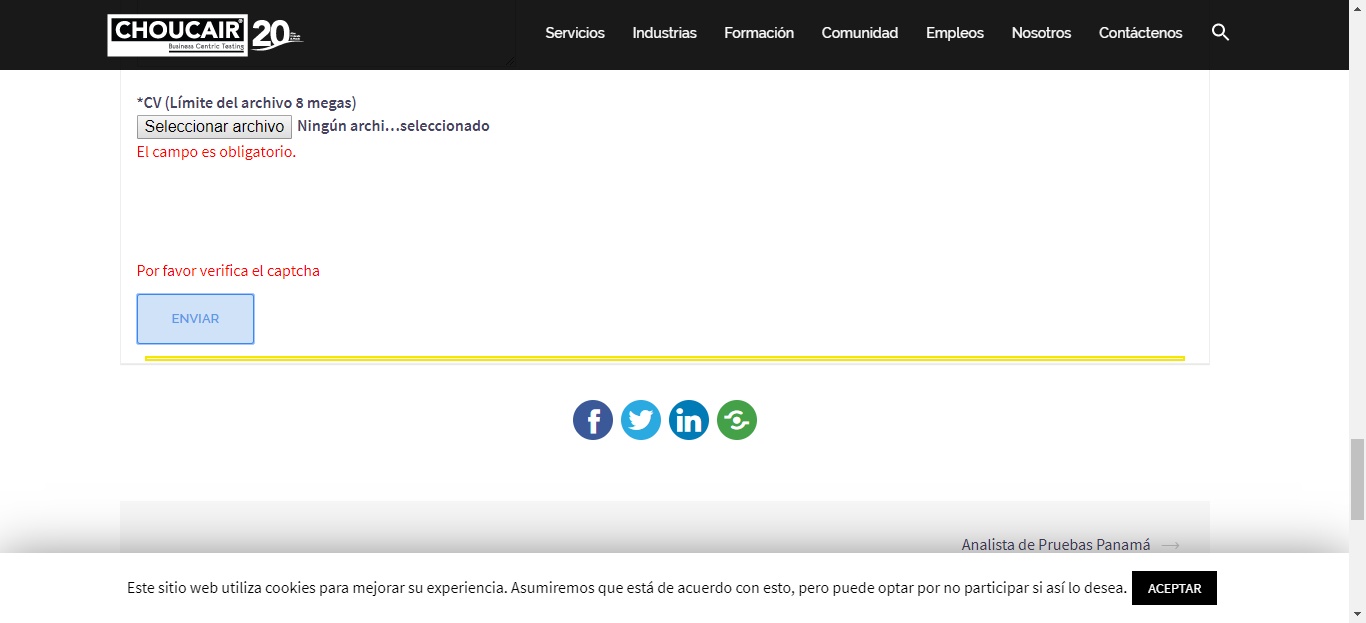 CHOUCAIR®
Business Centric Testing
20
Servicios Industrias Formación Comunidad Empleos Nosotros Contáctenos
*CV (Límite del archivo 8 megas)
Seleccionar archivo Ningún archi…seleccionado
El campo es obligatorio.
Por favor verifica el captcha
ENVIAR
f
in
Analista de Pruebas Panamá →
Este sitio web utiliza cookies para mejorar su experiencia. Asumiremos que está de acuerdo con esto, pero puede optar por no participar si así lo desea. ACEPTAR